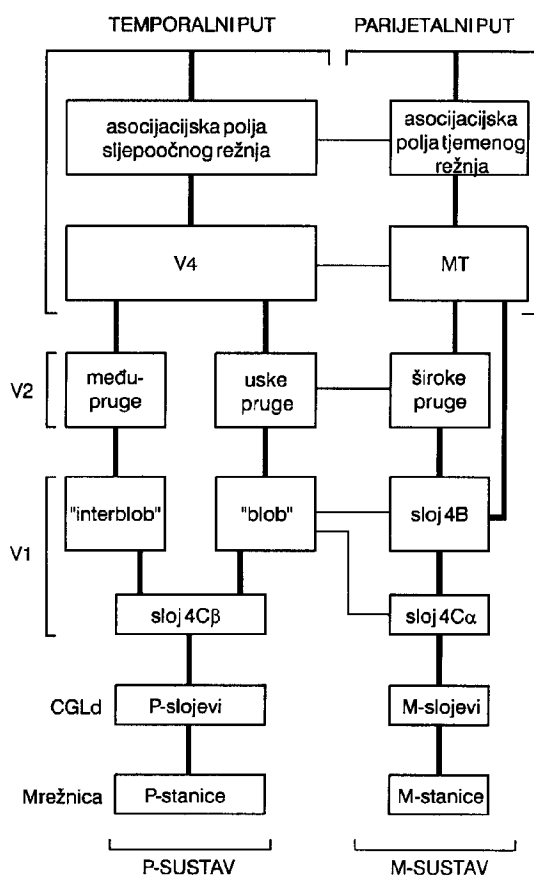 TEMPORALNI PUT
PARIJETALNI PUT
asocijacijska polja
sljepoočnog režnja
asocijacijska
polja tjemenog
režnja
V4
MT
V2
među-
pruge
uske
pruge
široke
pruge
V1
"interblob"
"blob"
sloj 4B
sloj 4Cβ
sloj 4Cα
CGLd
P-slojevi
M-slojevi
Mrežnica
P-stanice
M-stanice
P-SUSTAV
M-SUSTAV